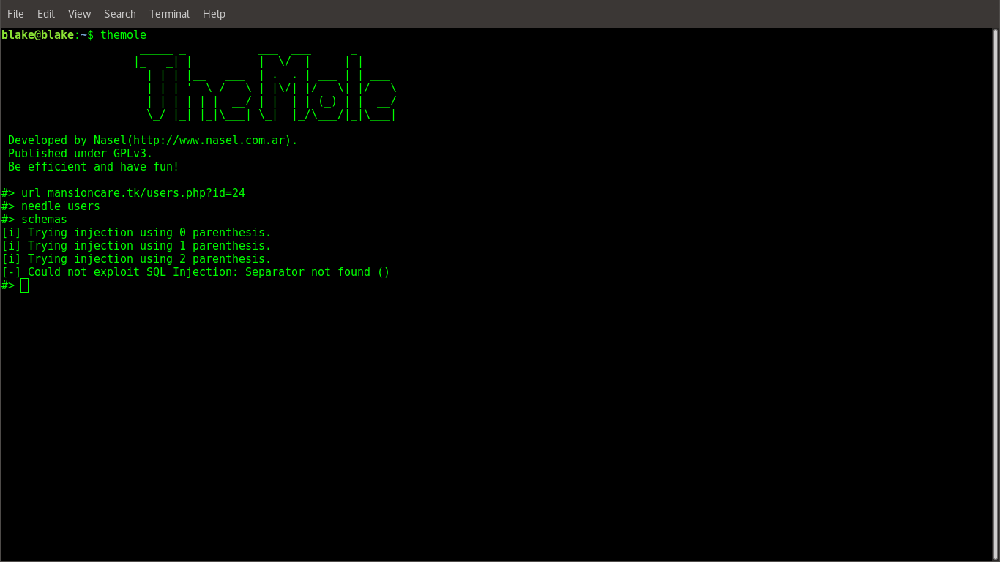 File Edit View Search Terminal Help
blake@blake:~$ themole
 _____ _           ___  ___      _
|_   _| |          |  \/  |     | |
  | | | |__   ___  | .  . | ___ | | ___
  | | | '_ \ / _ \ | |\/| |/ _ \| |/ _ \
  | | | | | |  __/ | |  | | (_) | |  __/
  \_/ |_| |_|\___| \_|  |_/\___/|_|\___|
Developed by Nasel(http://www.nasel.com.ar).
Published under GPLv3.
Be efficient and have fun!
#> url mansioncare.tk/users.php?id=24
#> needle users
#> schemas
[i] Trying injection using 0 parenthesis.
[i] Trying injection using 1 parenthesis.
[i] Trying injection using 2 parenthesis.
[-] Could not exploit SQL Injection: Separator not found ()
#>